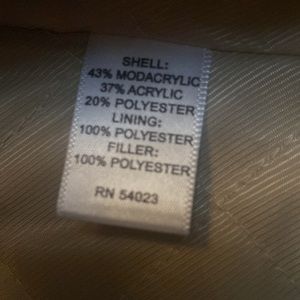 SHELL:
43% MODACRYLIC
37% ACRYLIC
20% POLYESTER
LINING:
100% POLYESTER
FILLER:
100% POLYESTER
RN 54023